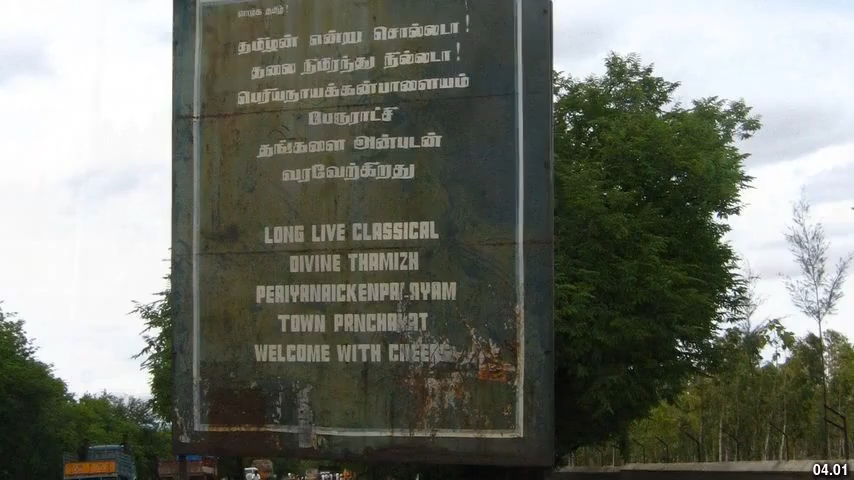 வாழ்க தமிழ்!
தமிழன் என்று சொல்லடா!
தலை நிமிர்ந்து நில்லடா!
பெரியநாயக்கன்பாளையம்
பேரூராட்சி
தங்களை அன்புடன்
வரவேற்கிறது
LONG LIVE CLASSICAL
DIVINE THAMIZH
PERIYANAICKENPALAYAM
TOWN PANCHAYAT
WELCOME WITH CHEERS
04.01